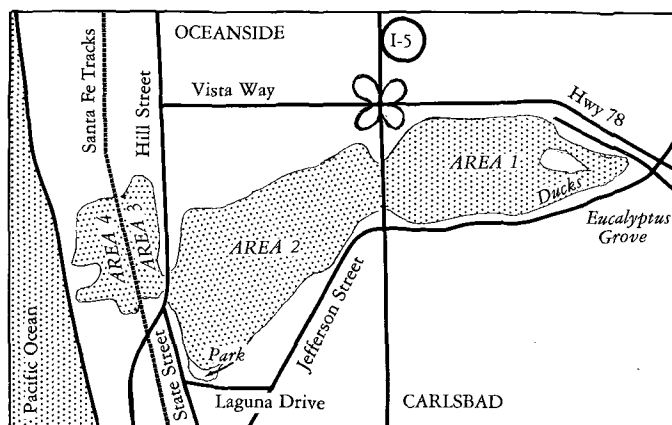 OCEANSIDE
I-5
Santa Fe Tracks
Hill Street
Vista Way
Hwy 78
AREA 1
Ducks
Eucalyptus
Grove
AREA 4
AREA 3
AREA 2
Jefferson Street
Park
Pacific Ocean
State Street
Laguna Drive
CARLSBAD